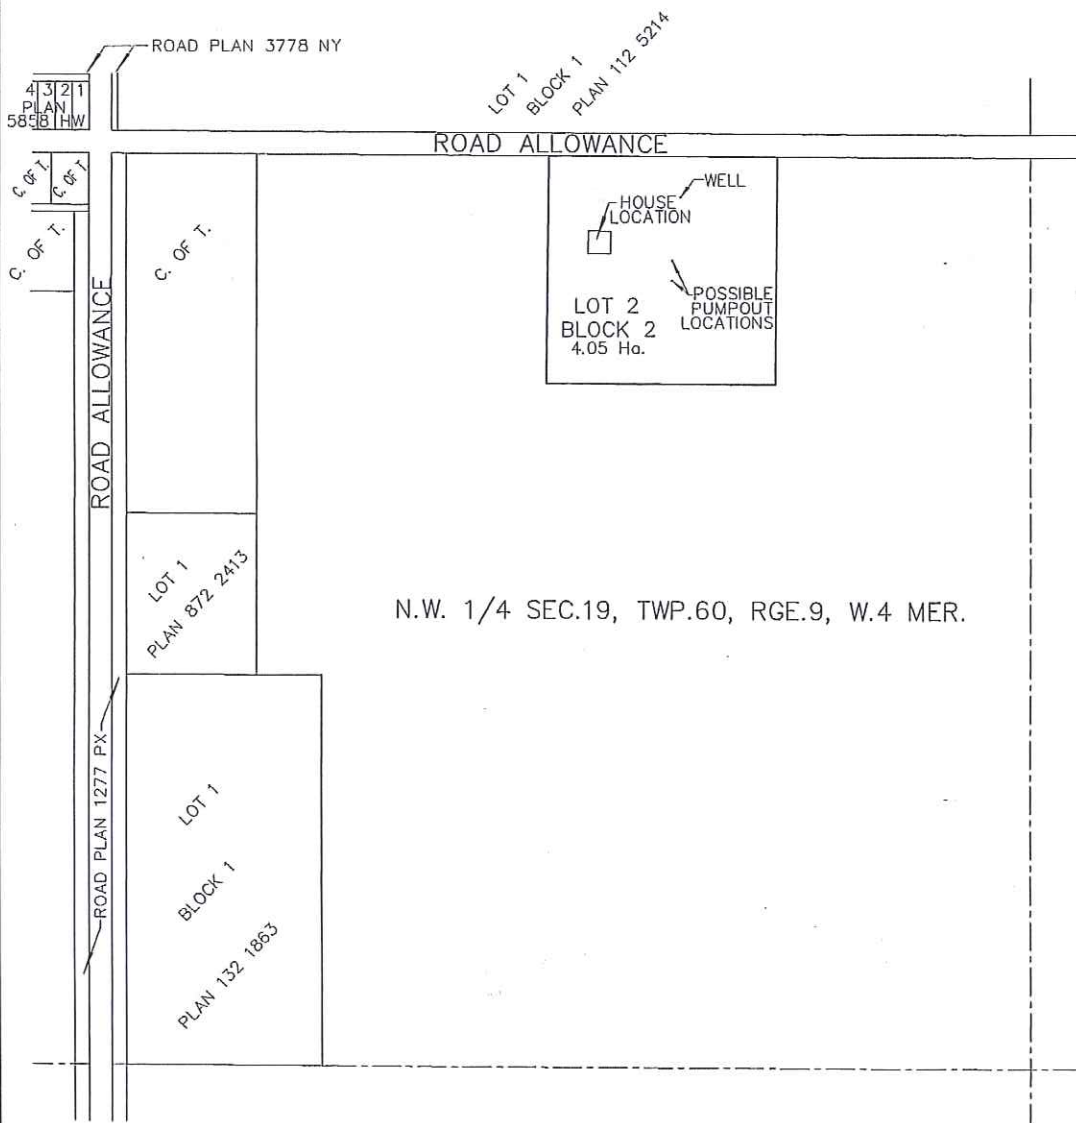 ROAD PLAN 3778 NY
4 3 2 1
PLAN
5858 HW
LOT 1
BLOCK 1
PLAN 112 5214
ROAD ALLOWANCE
C. OF T.
C. OF T.
C. OF T.
C. OF T.
WELL
HOUSE
LOCATION
POSSIBLE
PUMPOUT
LOCATIONS
LOT 2
BLOCK 2
4.05 Ha.
ROAD ALLOWANCE
LOT 1
PLAN 872 2413
N.W. 1/4 SEC.19, TWP.60, RGE.9, W.4 MER.
ROAD PLAN 1277 PX
LOT 1
BLOCK 1
PLAN 132 1863